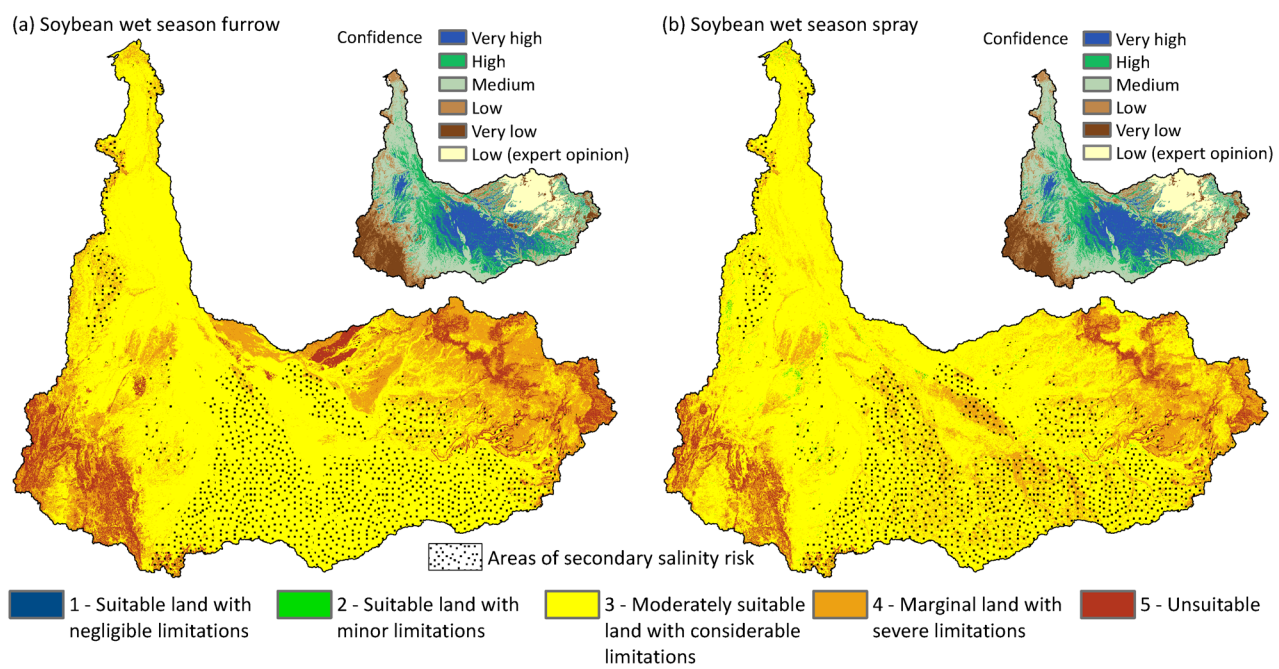 (a) Soybean wet season furrow
Confidence
Very high
High
Medium
Low
Very low
Low (expert opinion)
(b) Soybean wet season spray
Confidence
Very high
High
Medium
Low
Very low
Low (expert opinion)
Areas of secondary salinity risk
1 - Suitable land with
negligible limitations
2 - Suitable land with
minor limitations
3 - Moderately suitable
land with considerable
limitations
4 - Marginal land with
severe limitations
5 - Unsuitable